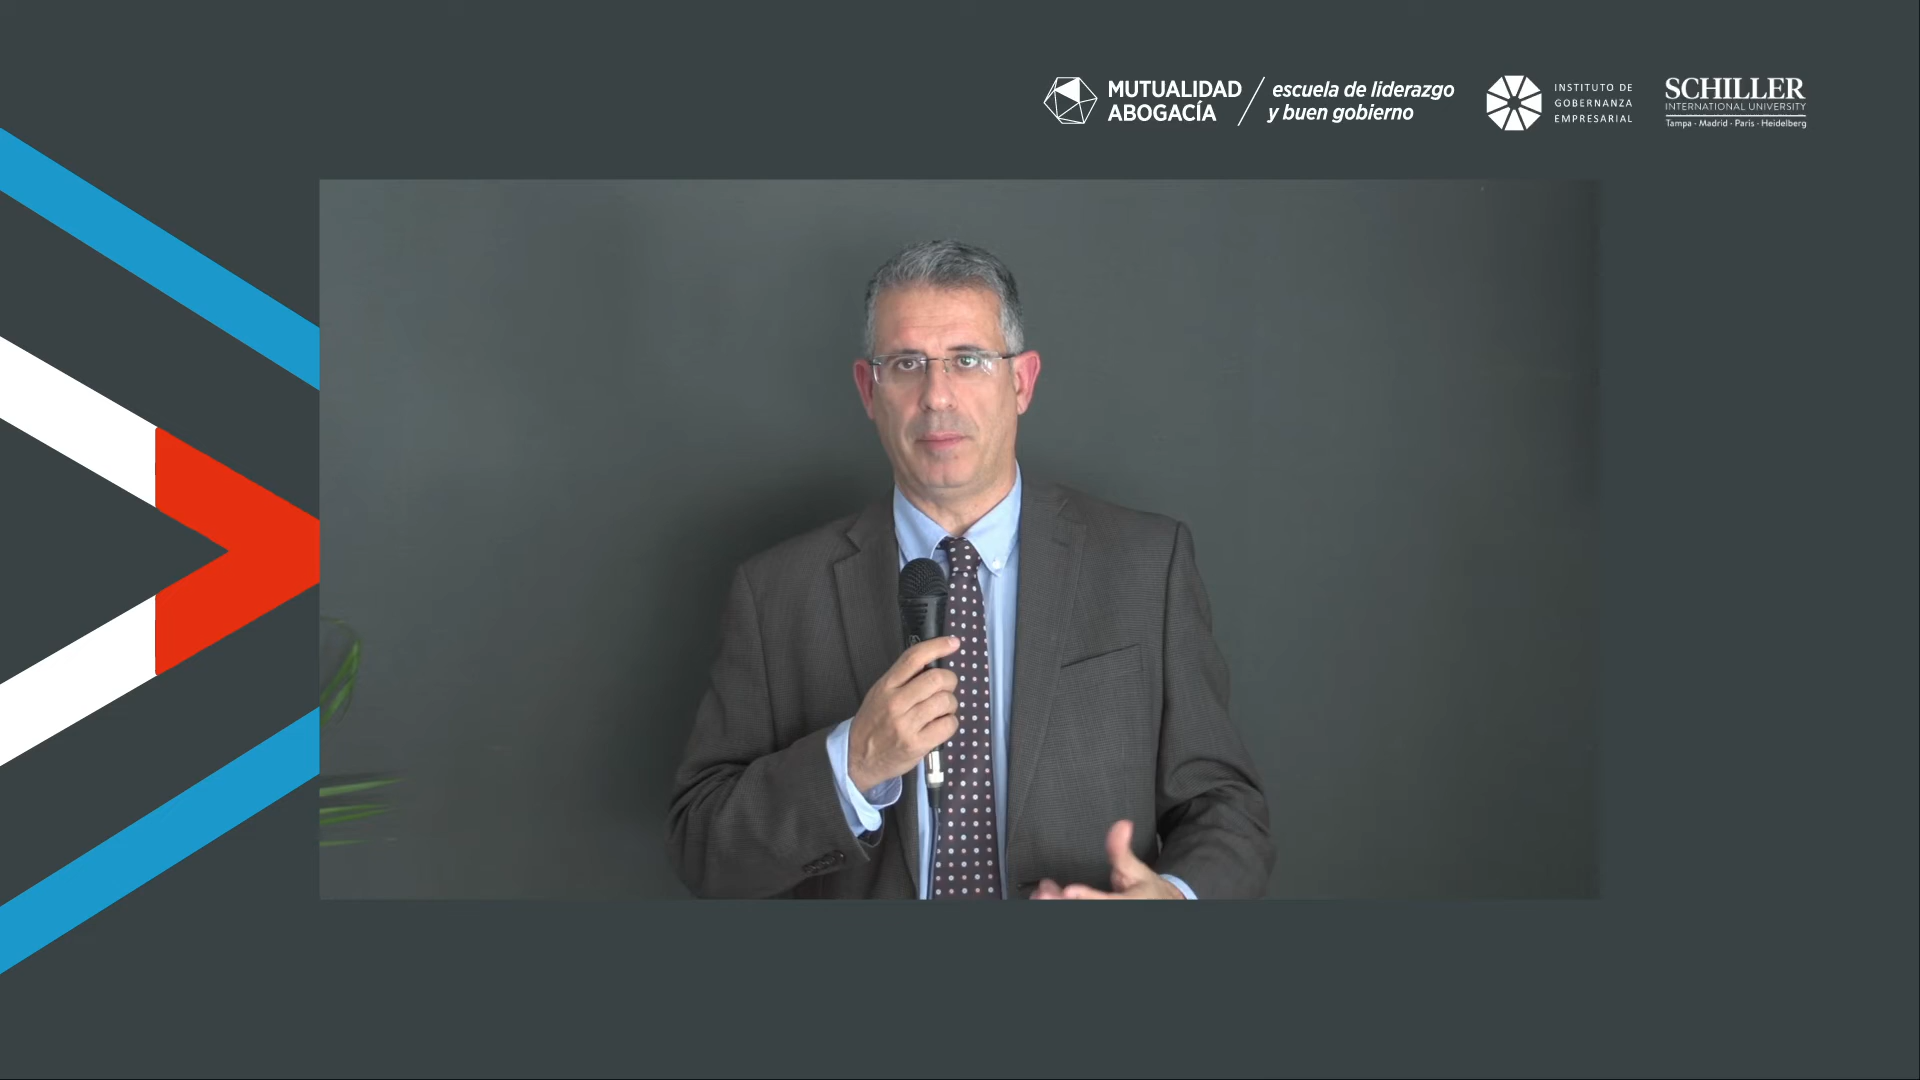 MUTUALIDAD
ABOGACÍA
escuela de liderazgo
y buen gobierno
INSTITUTO DE
GOBERNANZA
EMPRESARIAL
SCHILLER
INTERNATIONAL UNIVERSITY
Tampa - Madrid - Paris - Heidelberg